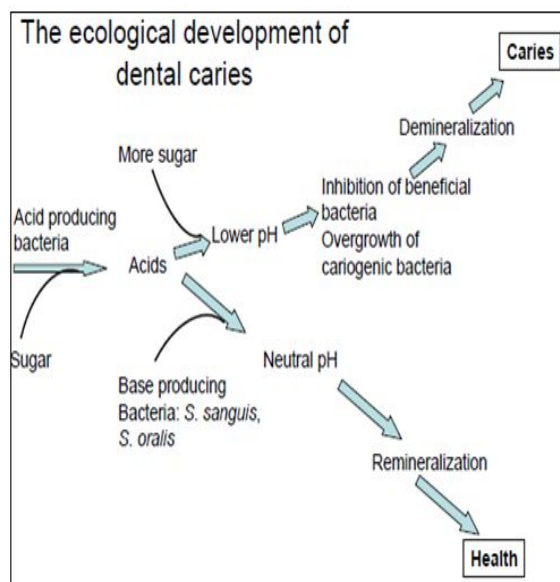 The ecological development of
dental caries
Caries
Demineralization
More sugar
Inhibition of beneficial
bacteria
Overgrowth of
cariogenic bacteria
Lower pH
Acid producing
bacteria
Acids
Sugar
Neutral pH
Base producing
Bacteria: S. sanguis,
S. oralis
Remineralization
Health